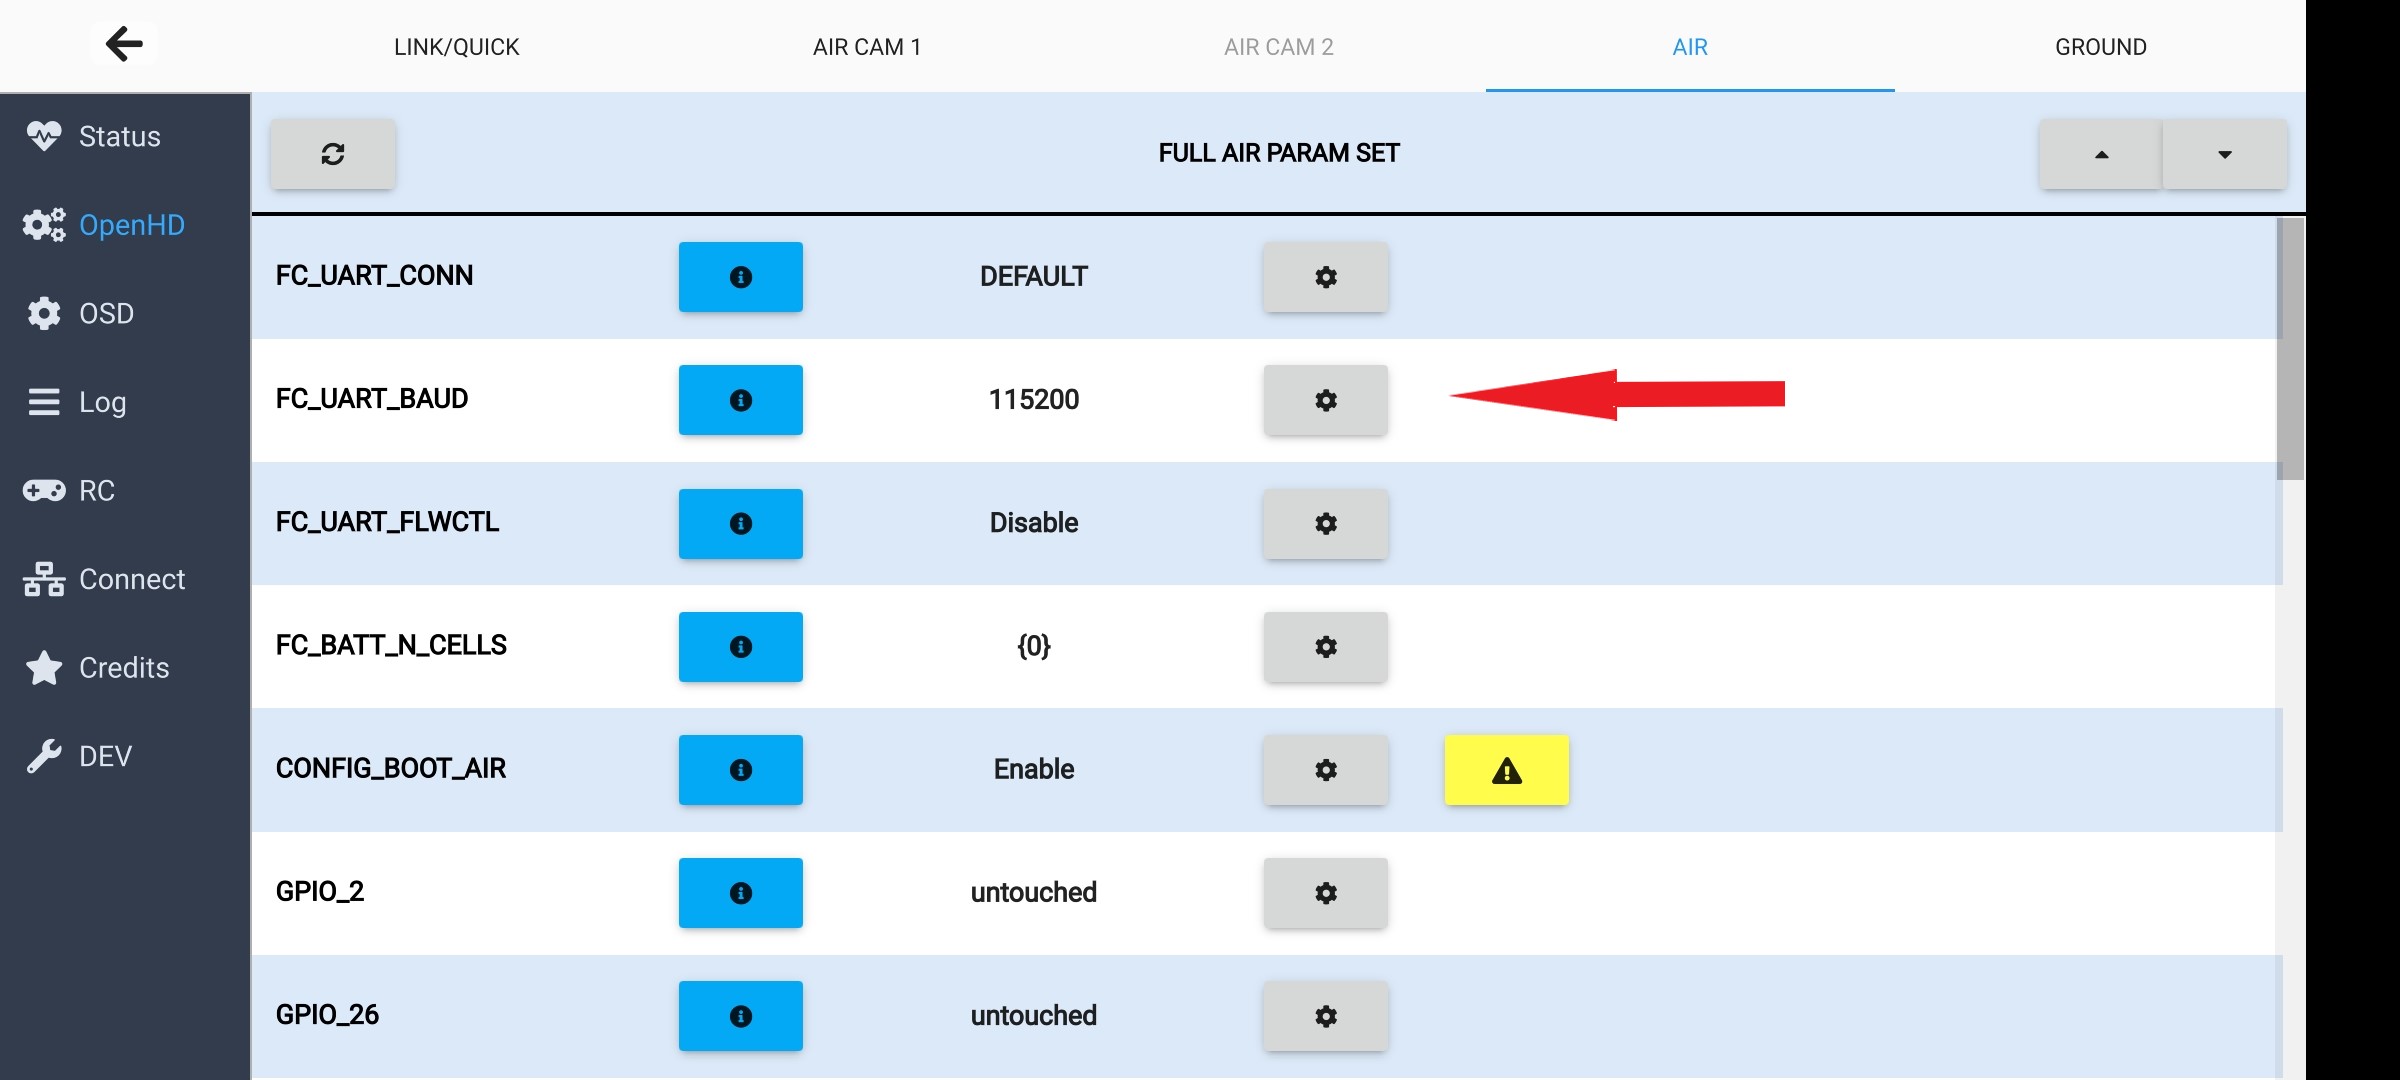 LINK/QUICK
AIR CAM 1
AIR CAM 2
AIR
GROUND
Status
OpenHD
OSD
Log
RC
Connect
Credits
DEV
FULL AIR PARAM SET
FC_UART_CONN DEFAULT
FC_UART_BAUD 115200
FC_UART_FLWCTL Disable
FC_BATT_N_CELLS {0}
CONFIG_BOOT_AIR Enable
GPIO_2 untouched
GPIO_26 untouched